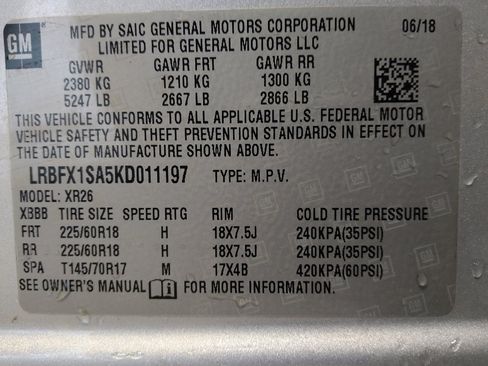 GM MFD BY SAIC GENERAL MOTORS CORPORATION 06/18
LIMITED FOR GENERAL MOTORS LLC
GVWR GAWR FRT GAWR RR
2380 KG 1210 KG 1300 KG
5247 LB 2667 LB 2866 LB
THIS VEHICLE CONFORMS TO ALL APPLICABLE U.S. FEDERAL MOTOR
VEHICLE SAFETY AND THEFT PREVENTION STANDARDS IN EFFECT ON
THE DATE OF MANUFACTURE SHOWN ABOVE.
LRBFX1SA5KD011197 TYPE: M.P.V.
MODEL: XR26
X3BB TIRE SIZE SPEED RTG RIM COLD TIRE PRESSURE
FRT 225/60R18 H 18X7.5J 240KPA(35PSI)
RR 225/60R18 H 18X7.5J 240KPA(35PSI)
SPA T145/70R17 M 17X4B 420KPA(60PSI)
SEE OWNER'S MANUAL FOR MORE INFORMATION.